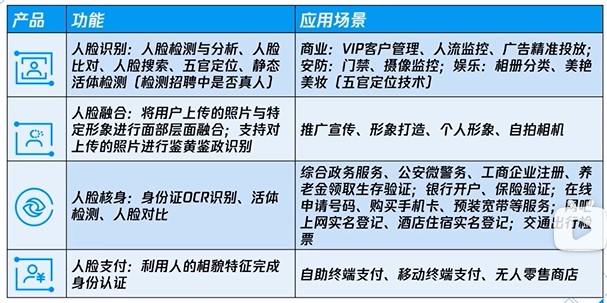 产品
功能
应用场景
人脸识别：人脸检测与分析、人脸
比对、人脸搜索、五官定位、静态
活体检测〔检测招聘中是否真人〕
商业：VIP客户管理、人流监控、广告精准投放；
安防：门禁、摄像监控；娱乐：相册分类、美艳
美妆〔五官定位技术〕
人脸融合：将用户上传的照片与特
定形象进行面部层面融合；支持对
上传的照片进行鉴黄鉴政识别
推广宣传、形象打造、个人形象、自拍相机
人脸核身：身份证OCR识别、活体
检测、人脸对比
综合政务服务、公安微警务、工商企业注册、养
老金领取生存验证；银行开户、保险验证；在线
申请号码、购买手机卡、预装宽带等服务；网吧
上网实名登记、酒店住宿实名登记；交通出行检
票
人脸支付：利用人的相貌特征完成
身份认证
自助终端支付、移动终端支付、无人零售商店